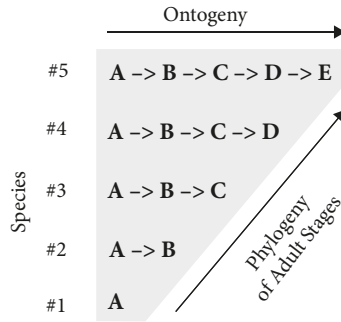 Ontogeny
#5 A –> B –> C –> D –> E
#4 A –> B –> C –> D
#3 A –> B –> C
#2 A –> B
#1 A
Species
Phylogeny
of Adult Stages